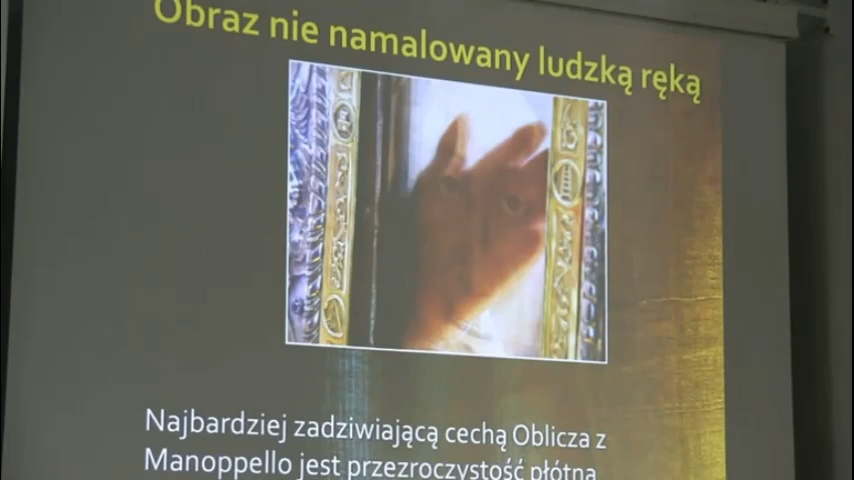 Obraz nie namalowany ludzką ręką
Najbardziej zadziwiającą cechą Oblicza z
Manoppello jest przezroczystość płótna